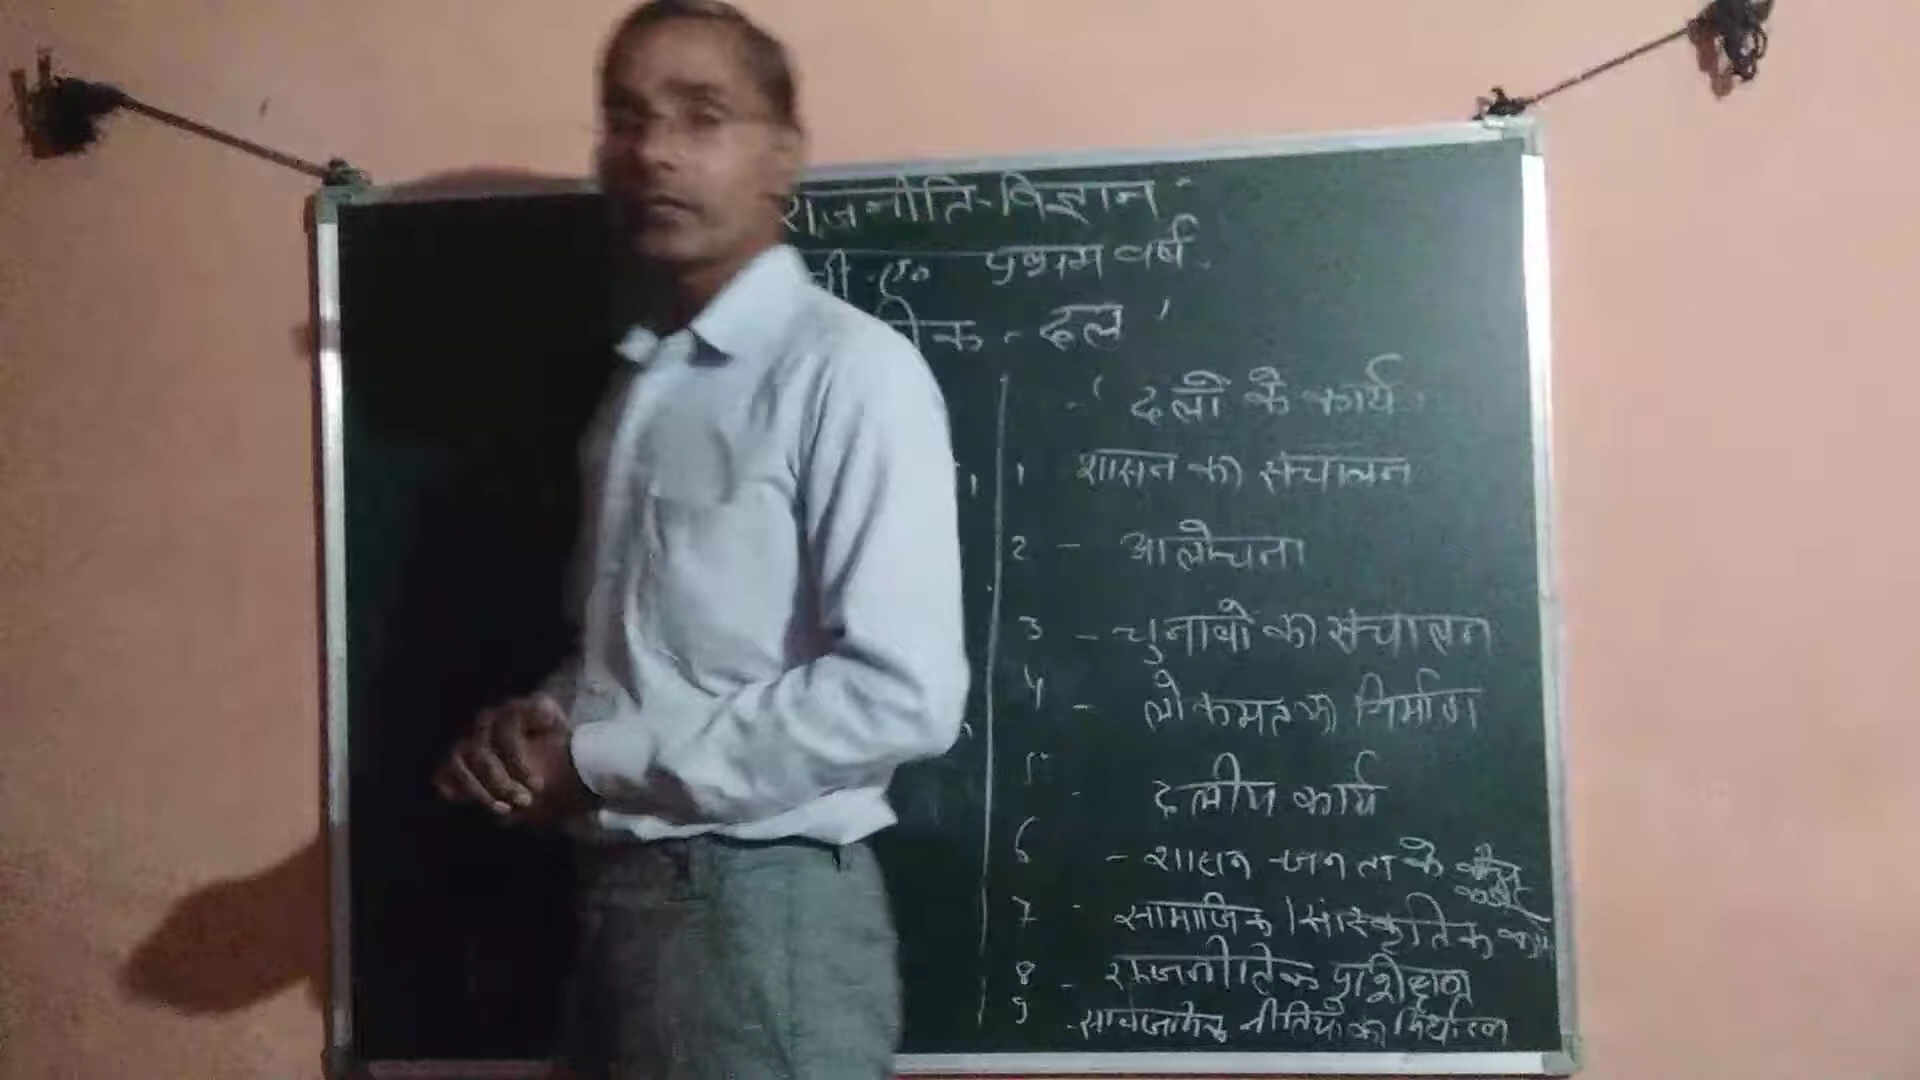 राजनीति-विज्ञान
बी.ए० प्रथम वर्ष
- दल '
- ' दलों के कार्य
1 शासन का संचालन
2 - आलोचना
3 - चुनावों का संचालन
4 - लोकमत का निर्माण
5 - दलीय कार्य
6 - शासन-जनता के
7 - सामाजिक / सांस्कृतिक कार्य
8 - राजनीतिक प्रशिक्षण
9 - सार्वजनिक नीतियों का निर्धारण